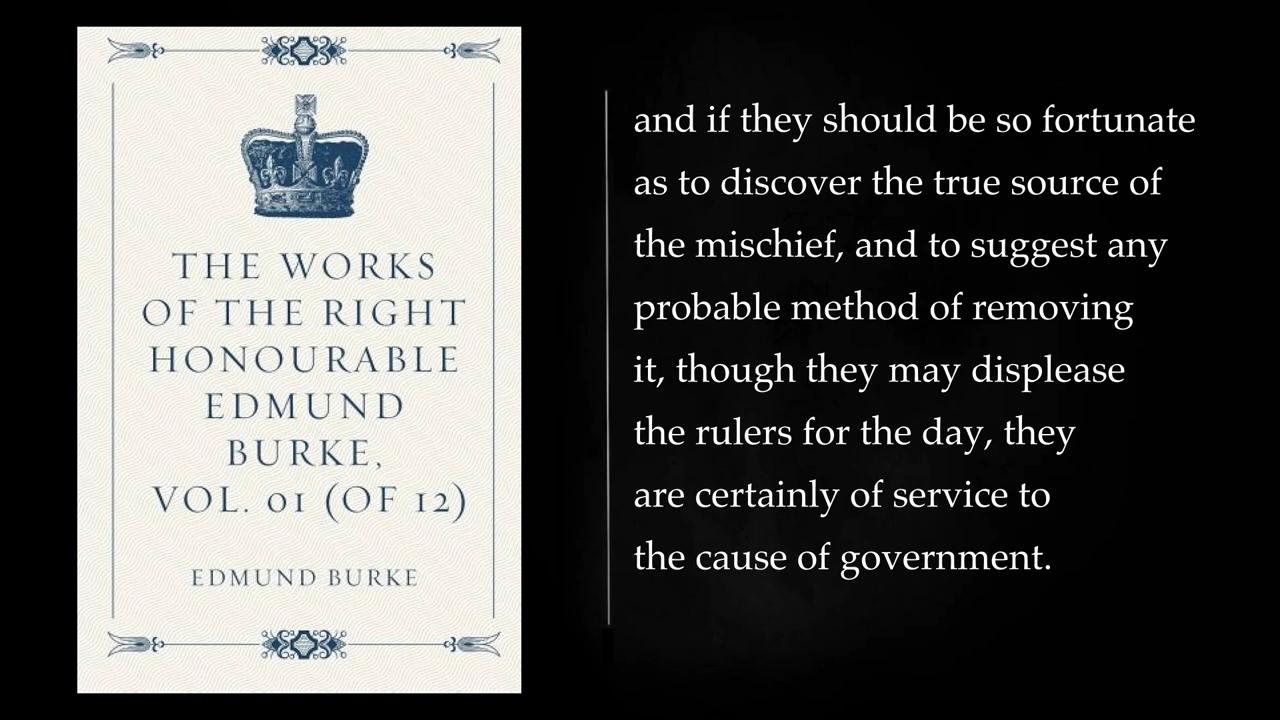 THE WORKS
OF THE RIGHT
HONOURABLE
EDMUND
BURKE,
VOL. 01 (OF 12)
EDMUND BURKE
and if they should be so fortunate
as to discover the true source of
the mischief, and to suggest any
probable method of removing
it, though they may displease
the rulers for the day, they
are certainly of service to
the cause of government.